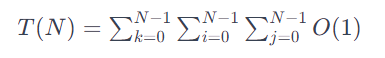 T(N) = ∑_{k=0}^{N−1} ∑_{i=0}^{N−1} ∑_{j=0}^{N−1} O(1)